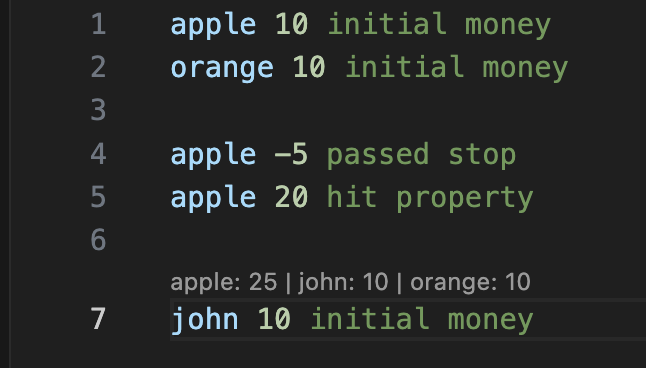 1 apple 10 initial money
2 orange 10 initial money
3
4 apple -5 passed stop
5 apple 20 hit property
6
apple: 25 | john: 10 | orange: 10
7 john 10 initial money